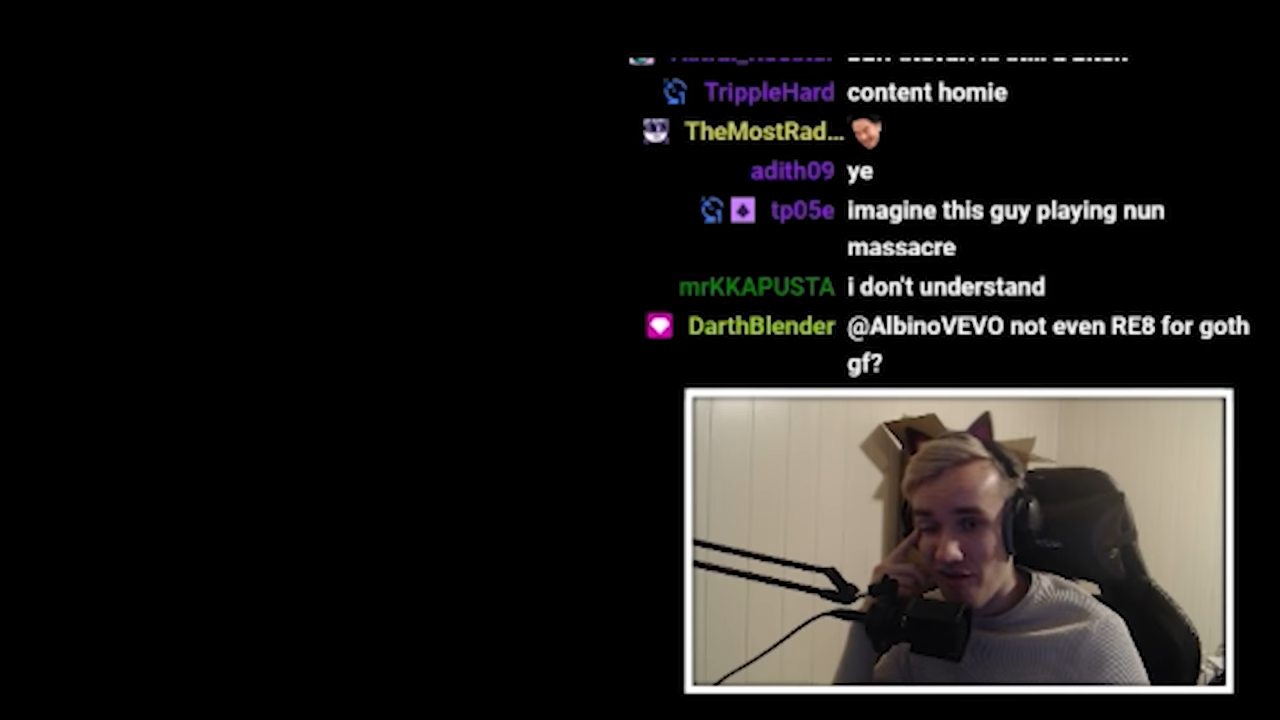 TrippleHard content homie
TheMostRad...
adith09 ye
tp05e imagine this guy playing nun
massacre
mrKKAPUSTA i don't understand
DarthBlender @AlbinoVEVO not even RE8 for goth
gf?